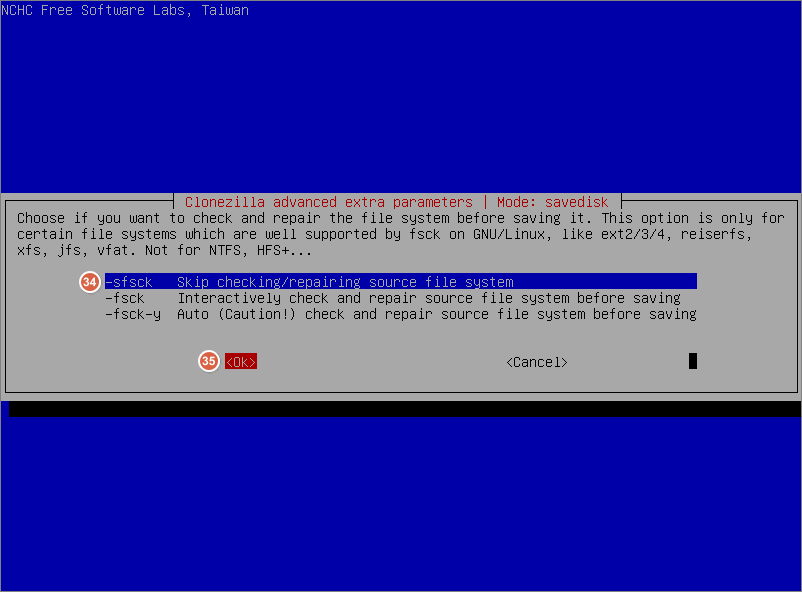 NCHC Free Software Labs, Taiwan
Clonezilla advanced extra parameters | Mode: savedisk
Choose if you want to check and repair the file system before saving it. This option is only for
certain file systems which are well supported by fsck on GNU/Linux, like ext2/3/4, reiserfs,
xfs, jfs, vfat. Not for NTFS, HFS+...
34 -sfsck Skip checking/repairing source file system
-fsck Interactively check and repair source file system before saving
-fsck-y Auto (Caution!) check and repair source file system before saving
35 <Ok> <Cancel>